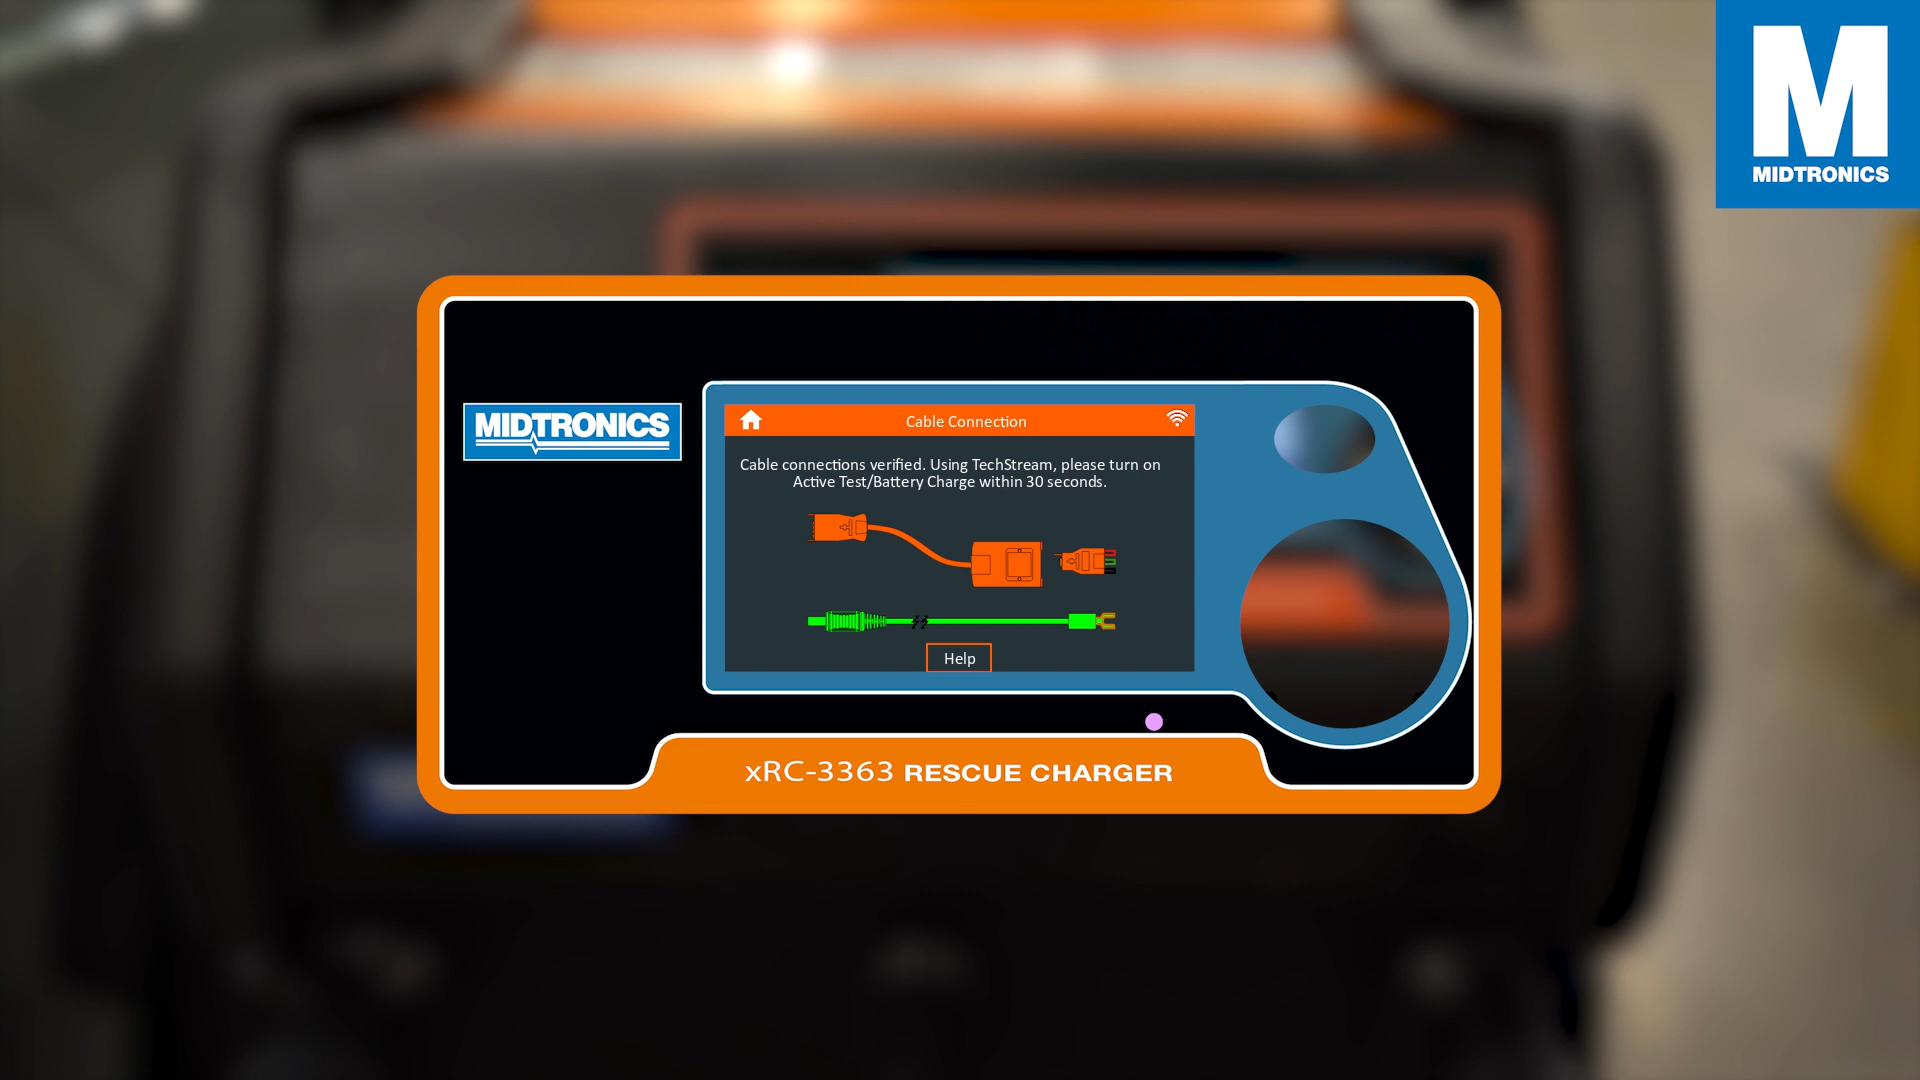 M
MIDTRONICS
MIDTRONICS
Cable Connection
Cable connections verified. Using TechStream, please turn on
Active Test/Battery Charge within 30 seconds.
Help
xRC-3363 RESCUE CHARGER